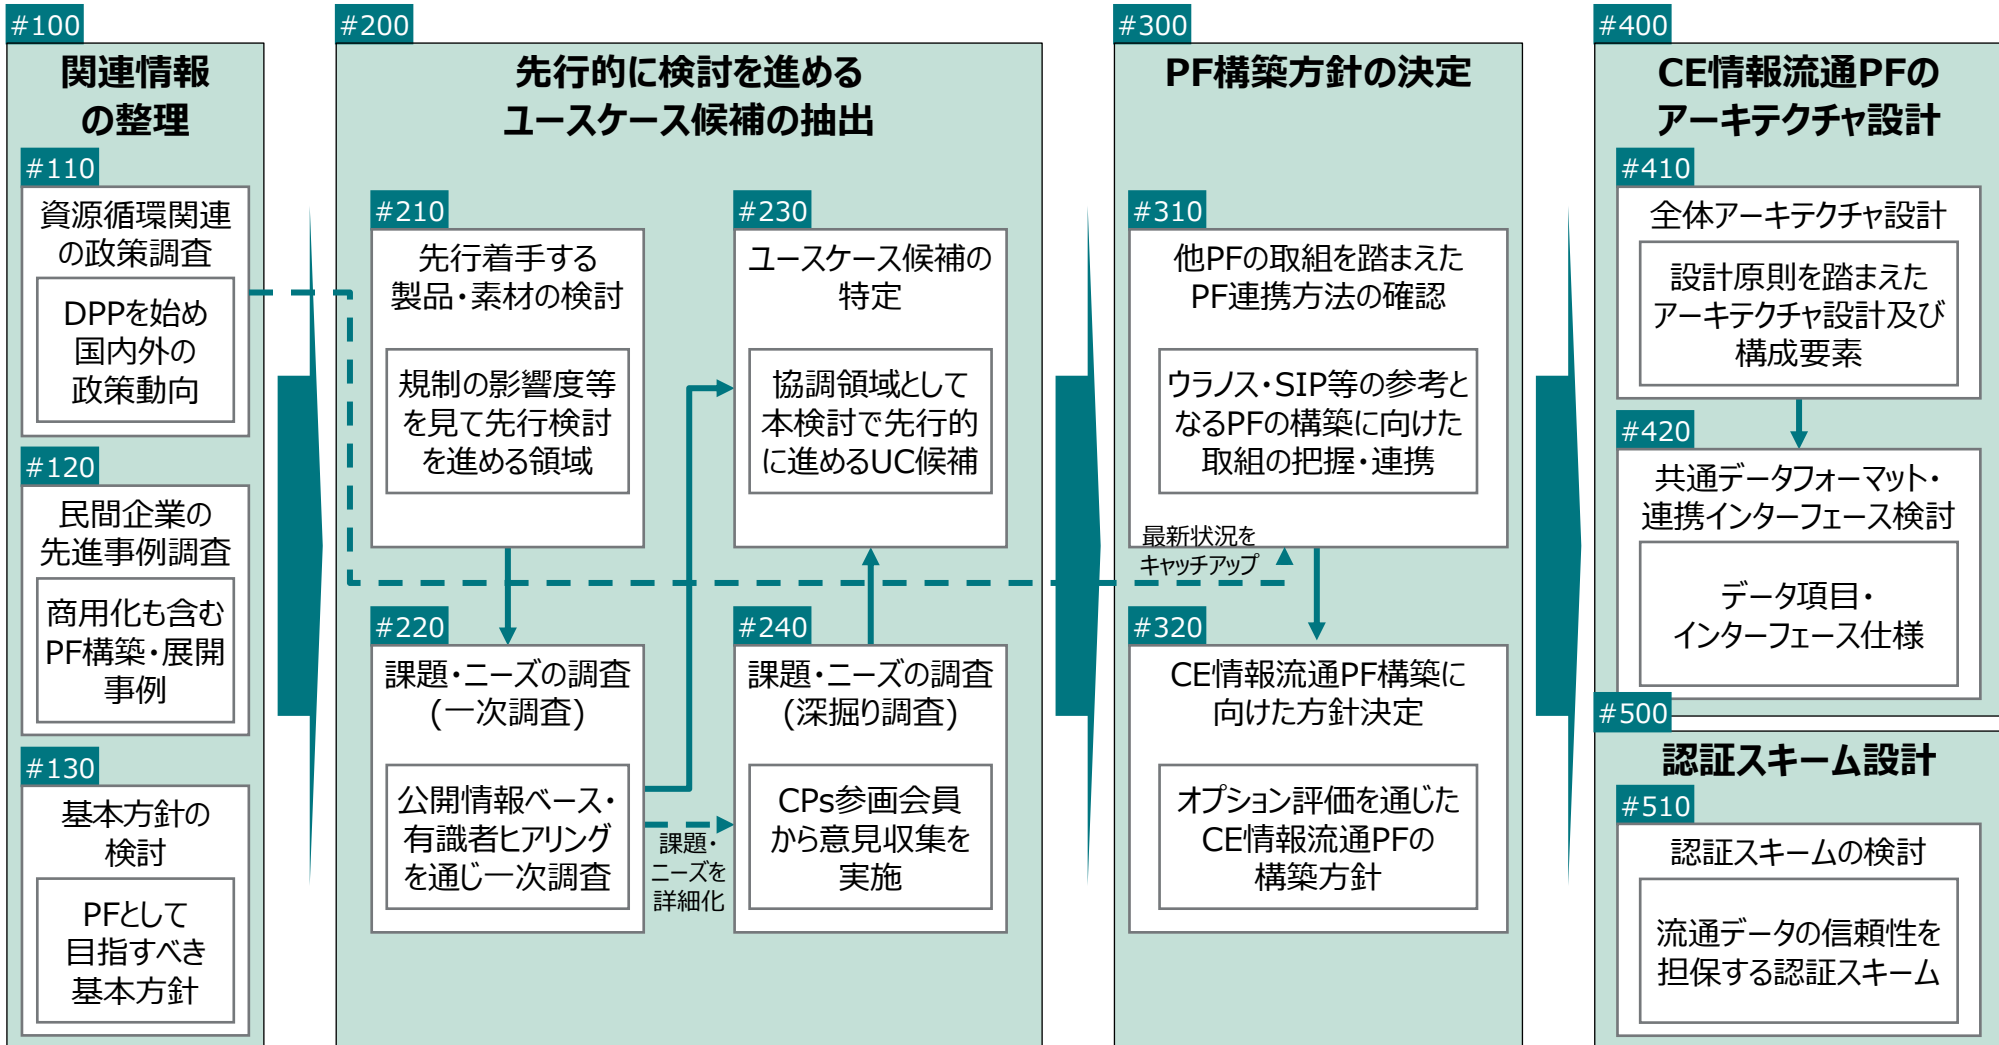 #100
関連情報
の整理
#110
資源循環関連
の政策調査
DPPを始め
国内外の
政策動向
#120
民間企業の
先進事例調査
商用化も含む
PF構築・展開
事例
#130
基本方針の
検討
PFとして
目指すべき
基本方針
#200
先行的に検討を進める
ユースケース候補の抽出
#210
先行着手する
製品・素材の検討
規制の影響度等
を見て先行検討
を進める領域
#220
課題・ニーズの調査
(一次調査)
公開情報ベース・
有識者ヒアリング
を通じ一次調査
課題・
ニーズを
詳細化
#230
ユースケース候補の
特定
協調領域として
本検討で先行的
に進めるUC候補
#240
課題・ニーズの調査
(深掘り調査)
CPs参画会員
から意見収集を
実施
#300
PF構築方針の決定
#310
他PFの取組を踏まえた
PF連携方法の確認
ウラノス・SIP等の参考と
なるPFの構築に向けた
取組の把握・連携
最新状況を
キャッチアップ
#320
CE情報流通PF構築に
向けた方針決定
オプション評価を通じた
CE情報流通PFの
構築方針
#400
CE情報流通PFの
アーキテクチャ設計
#410
全体アーキテクチャ設計
設計原則を踏まえた
アーキテクチャ設計及び
構成要素
#420
共通データフォーマット・
連携インターフェース検討
データ項目・
インターフェース仕様
#500
認証スキーム設計
#510
認証スキームの検討
流通データの信頼性を
担保する認証スキーム